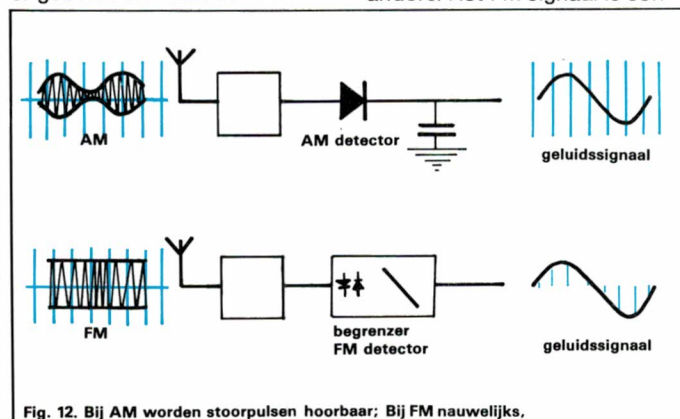 AM
AM detector
geluidssignaal
FM
begrenzer
FM detector
geluidssignaal
Fig. 12. Bij AM worden stoorpulsen hoorbaar; Bij FM nauwelijks,